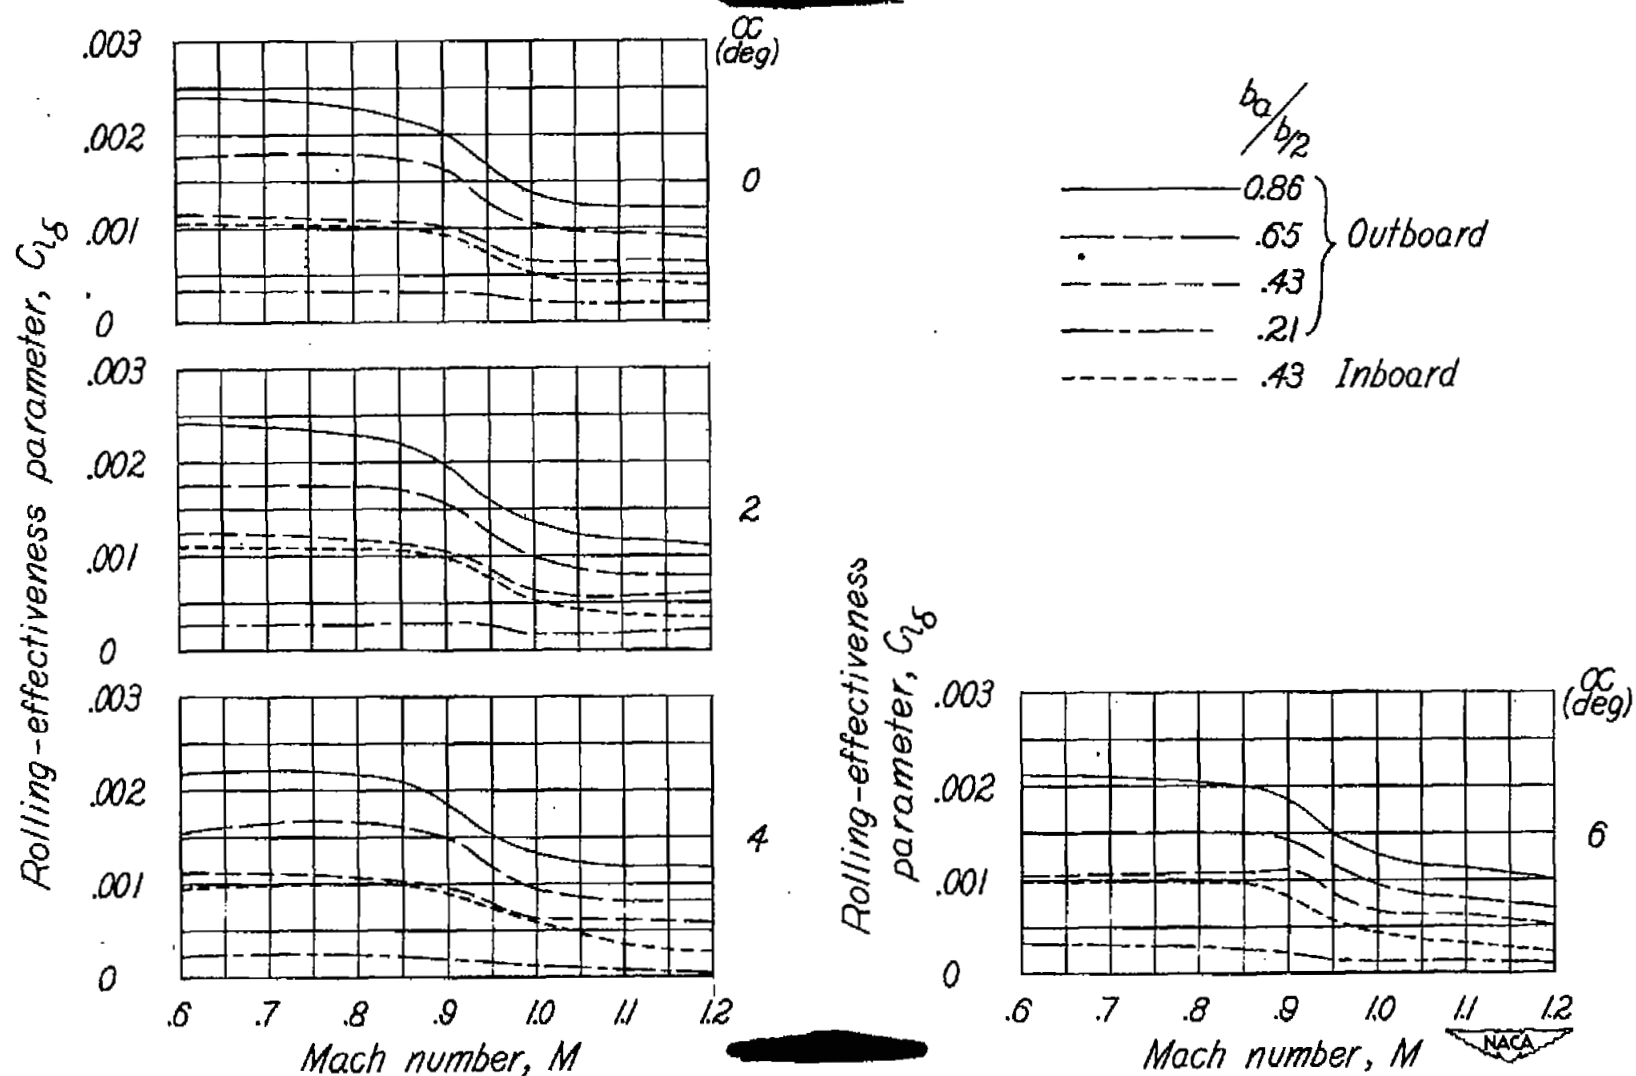 α
(deg)
.003
.002
.001
0
0
Rolling-effectiveness parameter, Clδ
.003
.002
.001
0
2
.003
.002
.001
0
4
.6 .7 .8 .9 1.0 1.1 1.2
Mach number, M
ba/b/2
0.86
.65
.43
.21
Outboard
.43 Inboard
Rolling-effectiveness
parameter, Clδ
α
(deg)
.003
.002
.001
0
6
.6 .7 .8 .9 1.0 1.1 1.2
Mach number, M
NACA